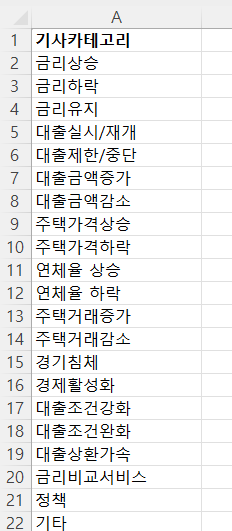 A
1 기사카테고리
2 금리상승
3 금리하락
4 금리유지
5 대출실시/재개
6 대출제한/중단
7 대출금액증가
8 대출금액감소
9 주택가격상승
10 주택가격하락
11 연체율 상승
12 연체율 하락
13 주택거래증가
14 주택거래감소
15 경기침체
16 경제활성화
17 대출조건강화
18 대출조건완화
19 대출상환가속
20 금리비교서비스
21 정책
22 기타